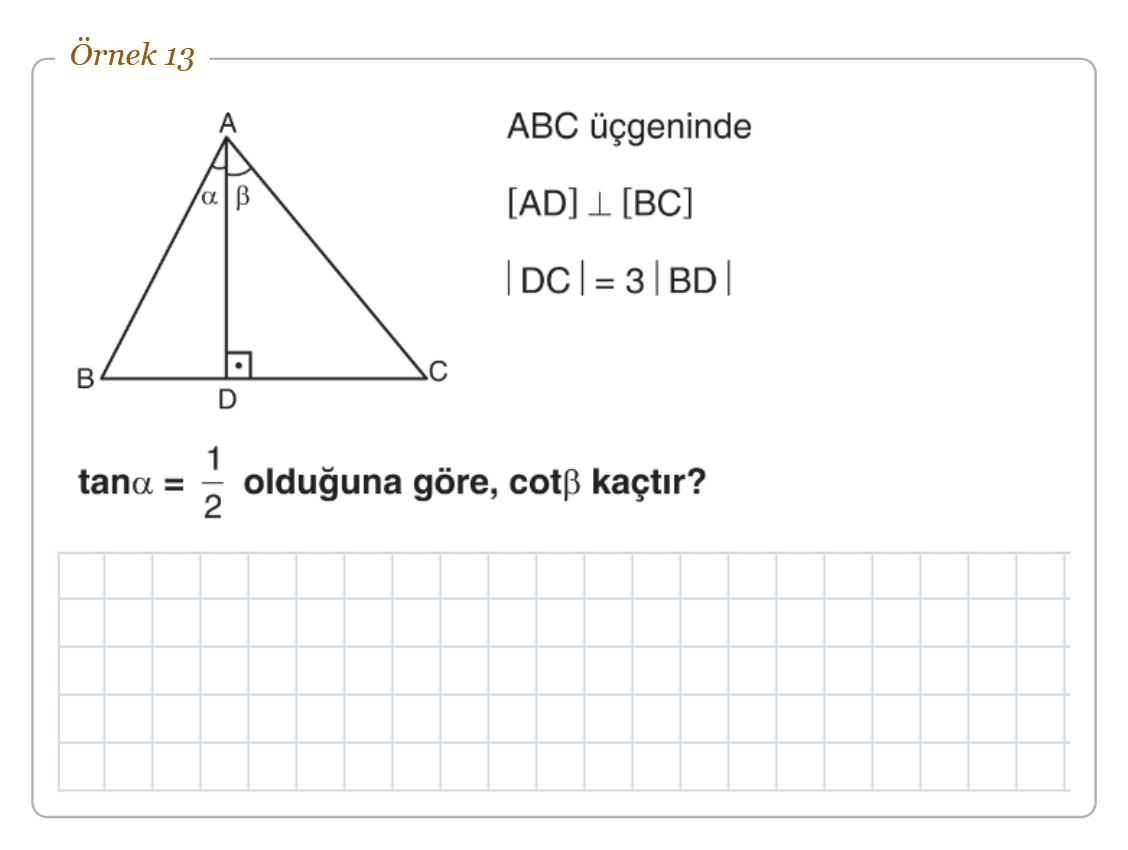 Örnek 13
A
ABC üçgeninde
α β
[AD] ⊥ [BC]
|DC| = 3|BD|
B
C
D
tanα = 1/2 olduğuna göre, cotβ kaçtır?